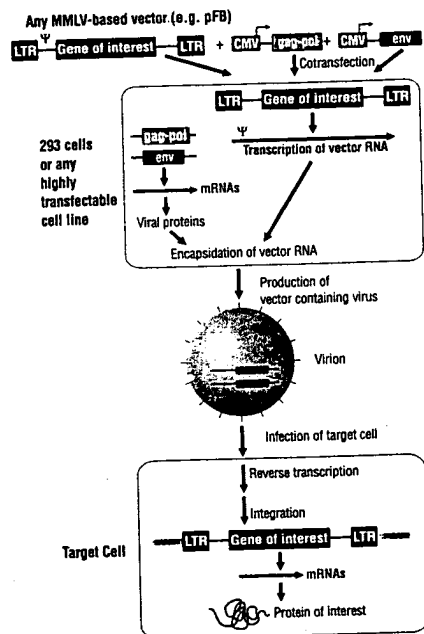 Any MMLV-based vector (e.g. pFB)
Ψ
LTR Gene of interest LTR + CMV gag-pol + CMV env
Cotransfection
LTR Gene of interest LTR
293 cells
or any
highly
transfectable
cell line
gag-pol
env
mRNAs
Viral proteins
Ψ
Transcription of vector RNA
Encapsidation of vector RNA
Production of
vector containing virus
Virion
Infection of target cell
Reverse transcription
Integration
Target Cell
LTR Gene of interest LTR
mRNAs
Protein of interest